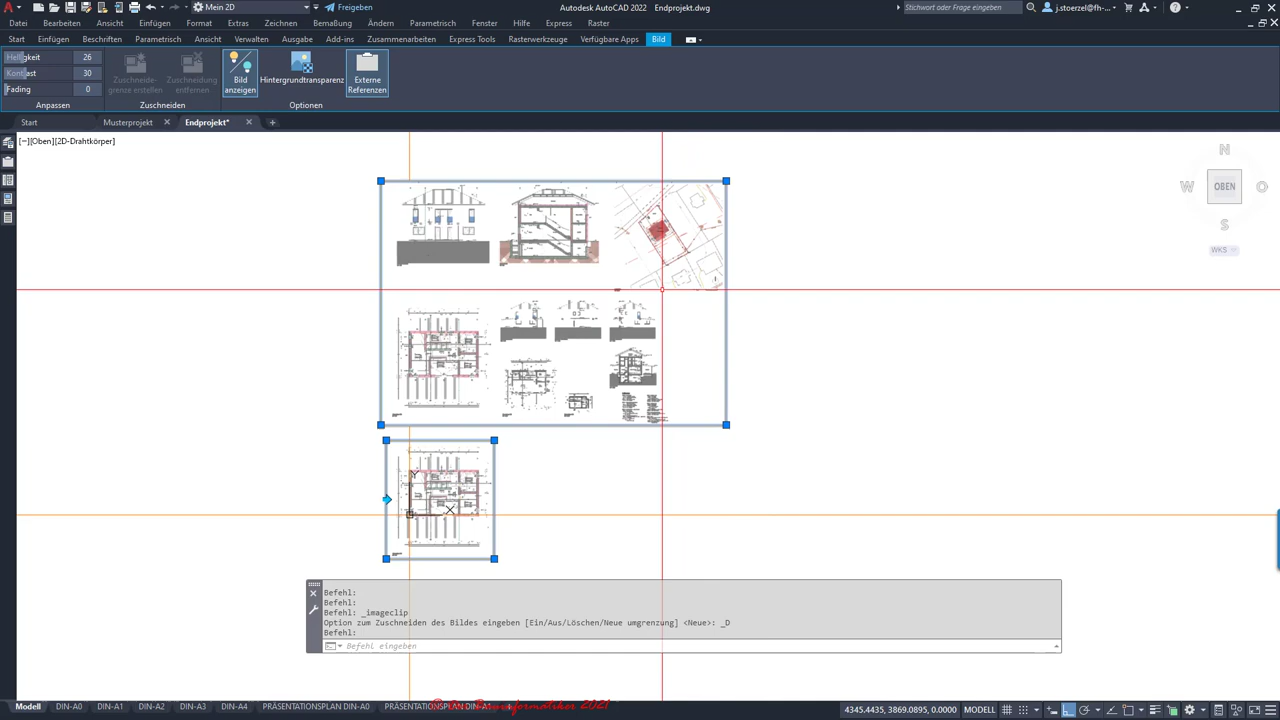 Mein 2D
Freigeben
Autodesk AutoCAD 2022 Endprojekt.dwg
Stichwort oder Frage eingeben
j.stoerzel@fh-...
Datei Bearbeiten Ansicht Einfügen Format Extras Zeichnen Bemaßung Ändern Parametrisch Fenster Hilfe Express Raster
Start Einfügen Beschriften Parametrisch Ansicht Verwalten Ausgabe Add-ins Zusammenarbeiten Express Tools Rasterwerkzeuge Verfügbare Apps Bild
Helligkeit 26
Kontrast 30
Fading 0
Zuschneide-
grenze erstellen
Zuschneidung
entfernen
Bild
anzeigen
Hintergrundtransparenz
Externe
Referenzen
Anpassen Zuschneiden Optionen
Start Musterprojekt Endprojekt*
[−][Oben][2D-Drahtkörper]
N
W OBEN O
S
WKS
Y
X
Befehl:
Befehl:
Befehl: _imageclip
Option zum Zuschneiden des Bildes eingeben [Ein/Aus/Löschen/Neue umgrenzung] <Neue>: _D
Befehl:
Befehl eingeben
Modell DIN-A0 DIN-A1 DIN-A2 DIN-A3 DIN-A4 PRÄSENTATIONSPLAN DIN-A0 PRÄSENTATIONSPLAN DIN-A1
4345.4435, 3869.0895, 0.0000 MODELL